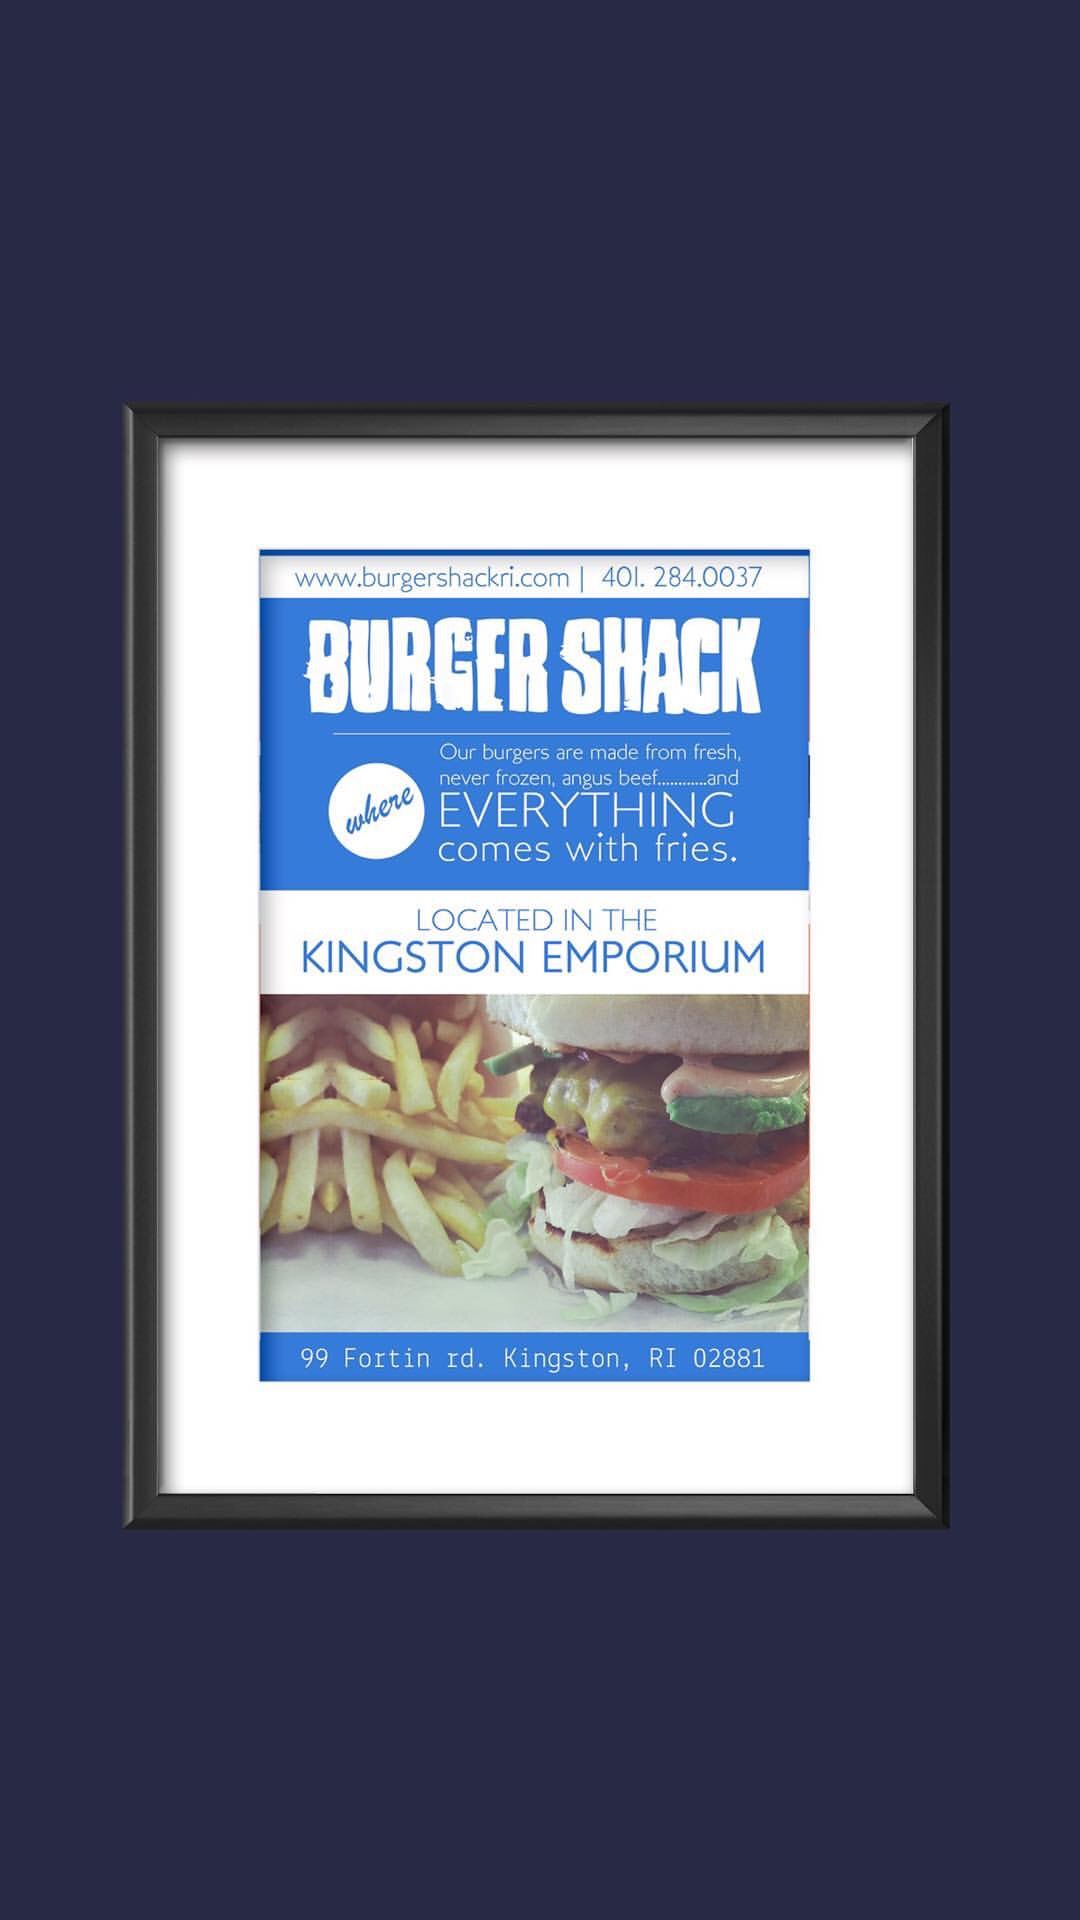 www.burgershackri.com | 401. 284.0037
BURGER SHACK
where
Our burgers are made from fresh,
never frozen, angus beef............and
EVERYTHING
comes with fries.
LOCATED IN THE
KINGSTON EMPORIUM
99 Fortin rd. Kingston, RI 02881